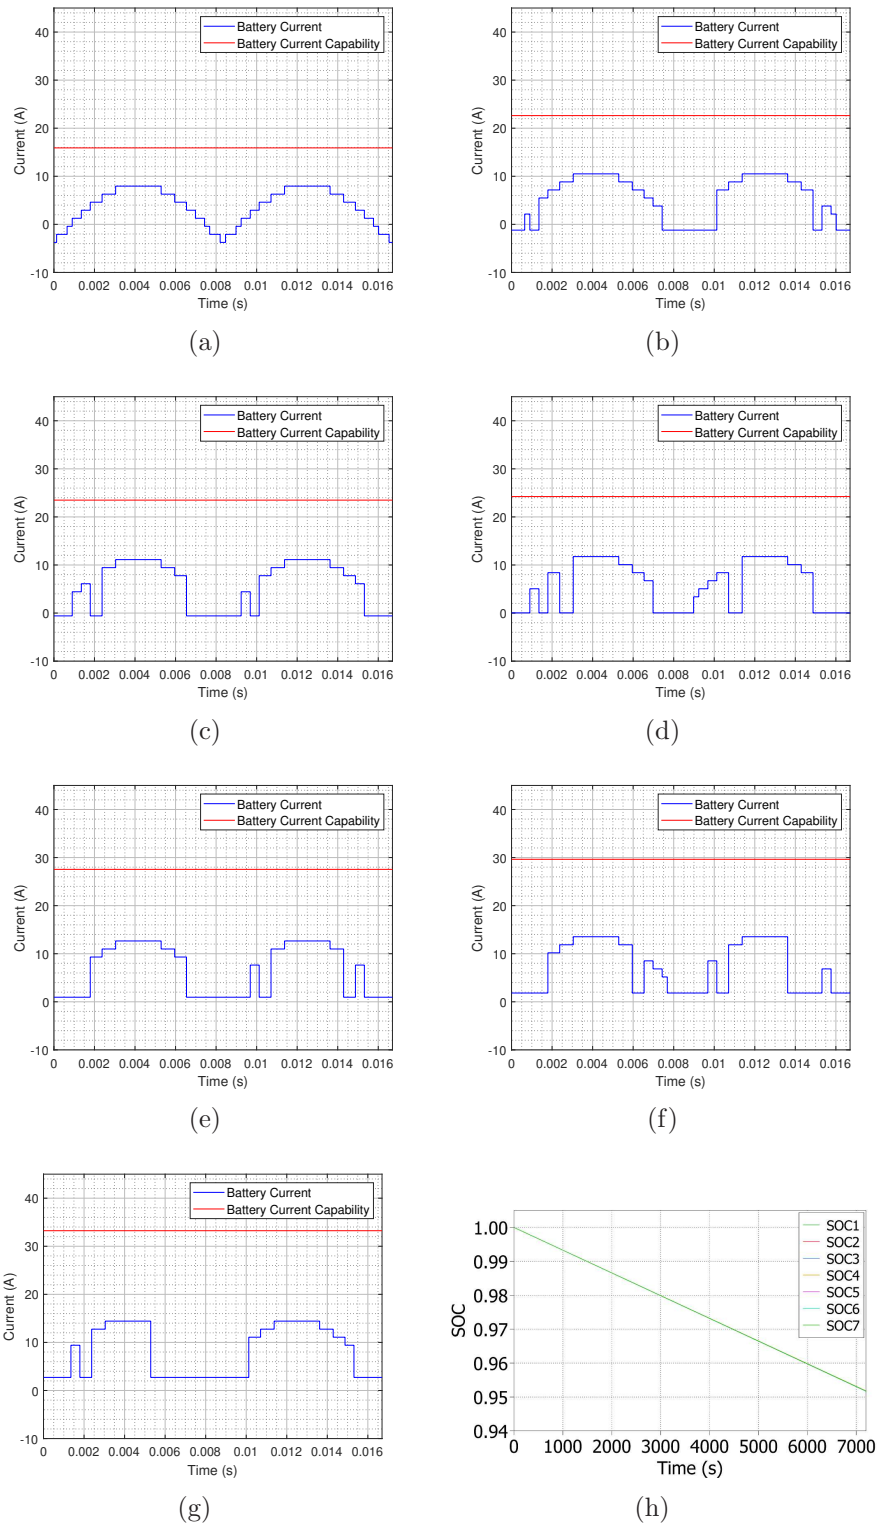 Battery Current
Battery Current Capability
Current (A)
40
30
20
10
0
-10
0 0.002 0.004 0.006 0.008 0.01 0.012 0.014 0.016
Time (s)
(a)
Battery Current
Battery Current Capability
Current (A)
40
30
20
10
0
-10
0 0.002 0.004 0.006 0.008 0.01 0.012 0.014 0.016
Time (s)
(b)
Battery Current
Battery Current Capability
Current (A)
40
30
20
10
0
-10
0 0.002 0.004 0.006 0.008 0.01 0.012 0.014 0.016
Time (s)
(c)
Battery Current
Battery Current Capability
Current (A)
40
30
20
10
0
-10
0 0.002 0.004 0.006 0.008 0.01 0.012 0.014 0.016
Time (s)
(d)
Battery Current
Battery Current Capability
Current (A)
40
30
20
10
0
-10
0 0.002 0.004 0.006 0.008 0.01 0.012 0.014 0.016
Time (s)
(e)
Battery Current
Battery Current Capability
Current (A)
40
30
20
10
0
-10
0 0.002 0.004 0.006 0.008 0.01 0.012 0.014 0.016
Time (s)
(f)
Battery Current
Battery Current Capability
Current (A)
40
30
20
10
0
-10
0 0.002 0.004 0.006 0.008 0.01 0.012 0.014 0.016
Time (s)
(g)
SOC1
SOC2
SOC3
SOC4
SOC5
SOC6
SOC7
SOC
1.00
0.99
0.98
0.97
0.96
0.95
0.94
0 1000 2000 3000 4000 5000 6000 7000
Time (s)
(h)